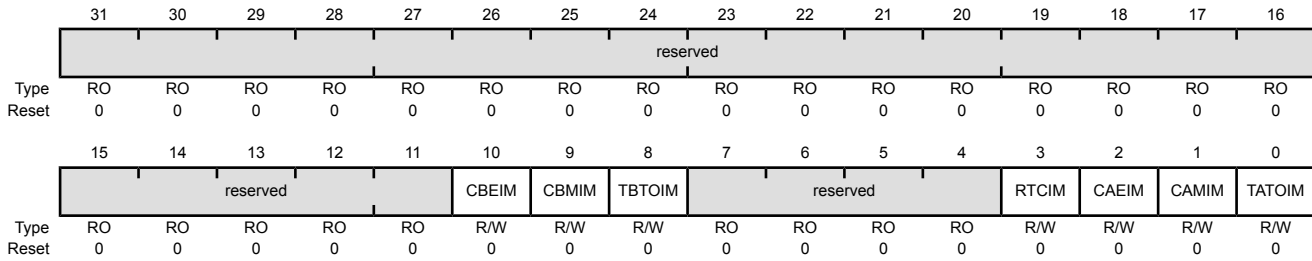 31 30 29 28 27 26 25 24 23 22 21 20 19 18 17 16
reserved
Type RO RO RO RO RO RO RO RO RO RO RO RO RO RO RO RO
Reset 0 0 0 0 0 0 0 0 0 0 0 0 0 0 0 0
15 14 13 12 11 10 9 8 7 6 5 4 3 2 1 0
reserved CBEIM CBMIM TBTOIM reserved RTCIM CAEIM CAMIM TATOIM
Type RO RO RO RO RO R/W R/W R/W RO RO RO RO R/W R/W R/W R/W
Reset 0 0 0 0 0 0 0 0 0 0 0 0 0 0 0 0